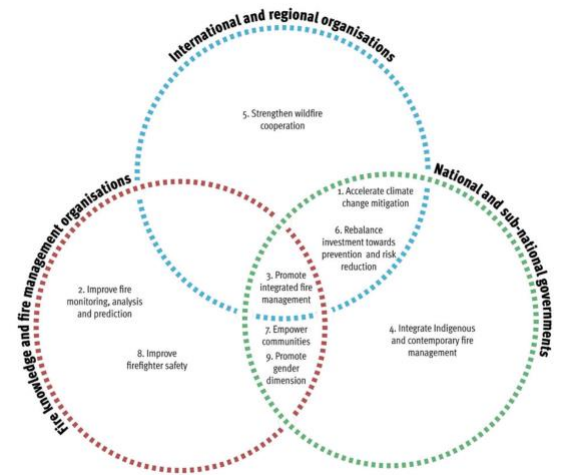 International and regional organisations
5. Strengthen wildfire
cooperation
Fire knowledge and fire management organisations
National and sub-national governments
1. Accelerate climate
change mitigation
6. Rebalance
investment towards
prevention and risk
reduction
3. Promote
integrated fire
management
2. Improve fire
monitoring, analysis
and prediction
7. Empower
communities
4. Integrate Indigenous
and contemporary fire
management
8. Improve
firefighter safety
9. Promote
gender
dimension